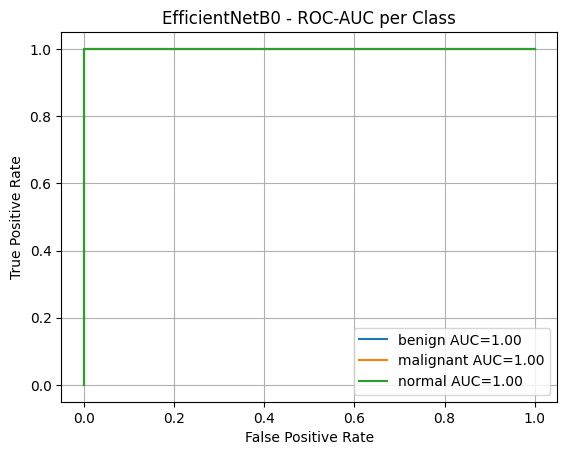 EfficientNetB0 - ROC-AUC per Class
True Positive Rate
1.0
0.8
0.6
0.4
0.2
0.0
benign AUC=1.00
malignant AUC=1.00
normal AUC=1.00
0.0 0.2 0.4 0.6 0.8 1.0
False Positive Rate